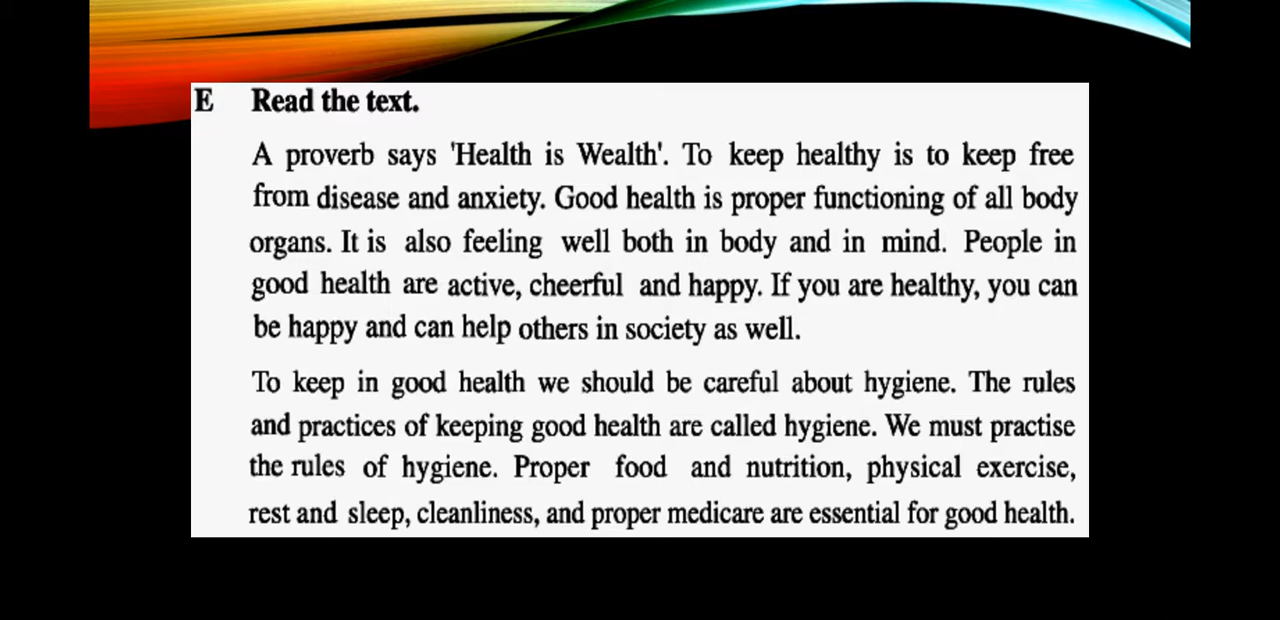 E Read the text.
A proverb says 'Health is Wealth'. To keep healthy is to keep free
from disease and anxiety. Good health is proper functioning of all body
organs. It is also feeling well both in body and in mind. People in
good health are active, cheerful and happy. If you are healthy, you can
be happy and can help others in society as well.
To keep in good health we should be careful about hygiene. The rules
and practices of keeping good health are called hygiene. We must practise
the rules of hygiene. Proper food and nutrition, physical exercise,
rest and sleep, cleanliness, and proper medicare are essential for good health.